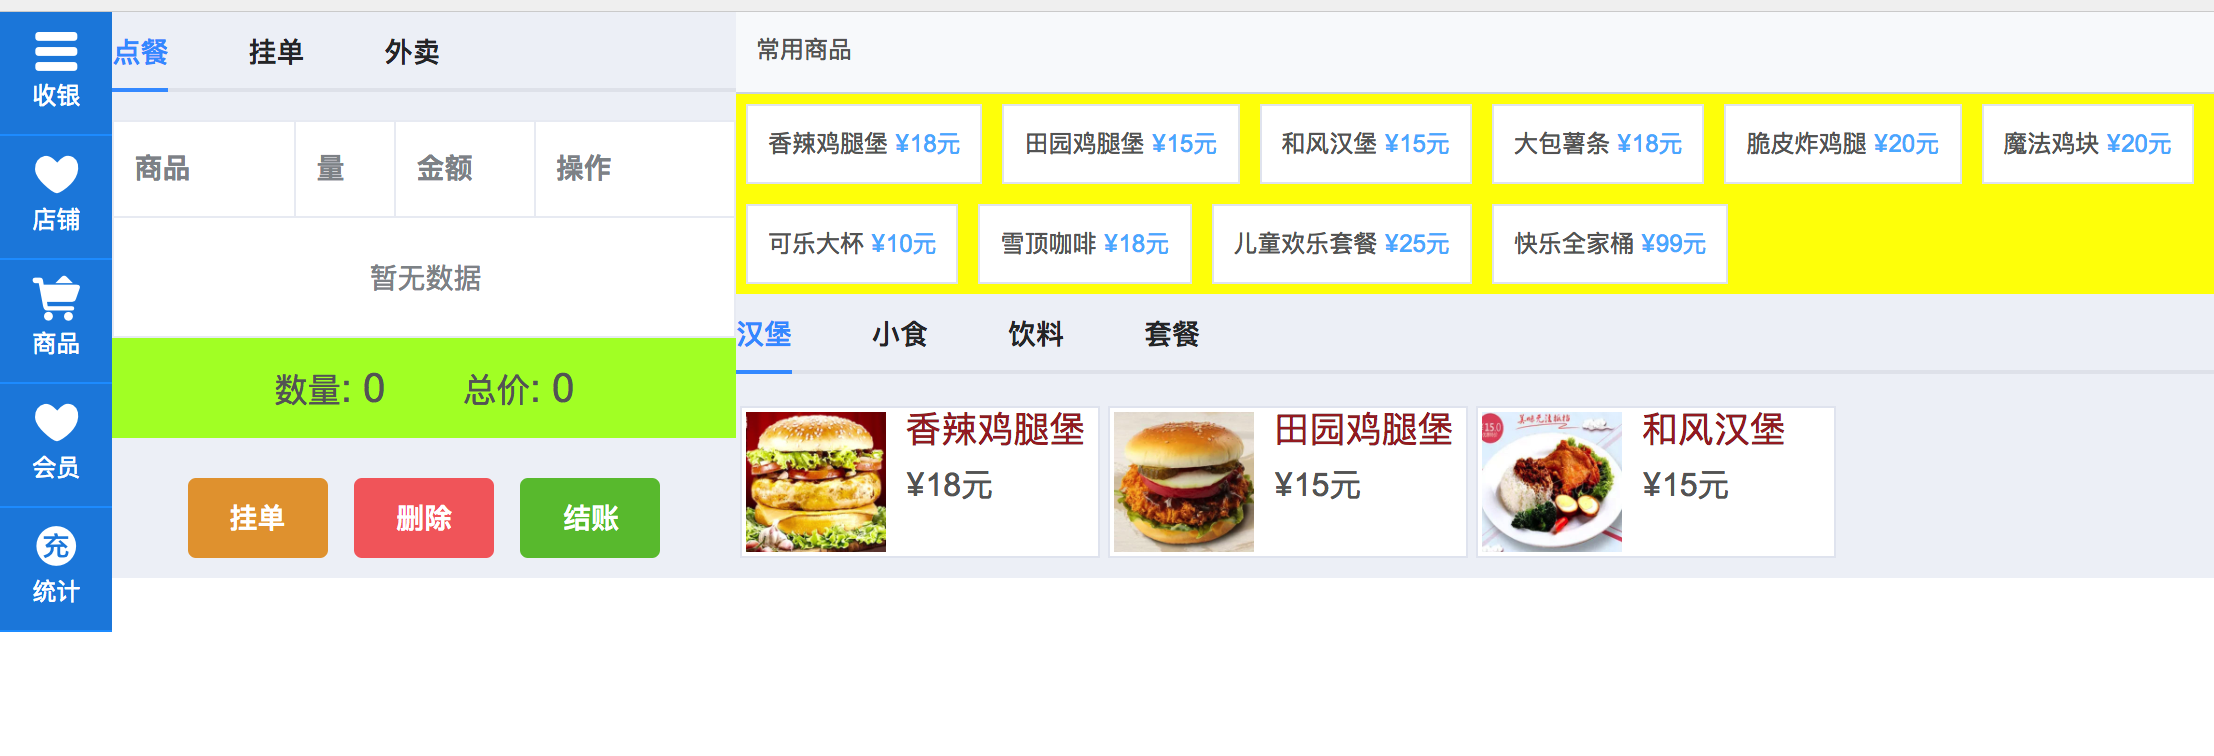 收银
店铺
商品
会员
充
统计
点餐 挂单 外卖
商品 量 金额 操作
暂无数据
数量: 0 总价: 0
挂单 删除 结账
常用商品
香辣鸡腿堡 ¥18元 田园鸡腿堡 ¥15元 和风汉堡 ¥15元 大包薯条 ¥18元 脆皮炸鸡腿 ¥20元 魔法鸡块 ¥20元
可乐大杯 ¥10元 雪顶咖啡 ¥18元 儿童欢乐套餐 ¥25元 快乐全家桶 ¥99元
汉堡 小食 饮料 套餐
香辣鸡腿堡 田园鸡腿堡 和风汉堡
¥18元 ¥15元 ¥15元
¥15.0